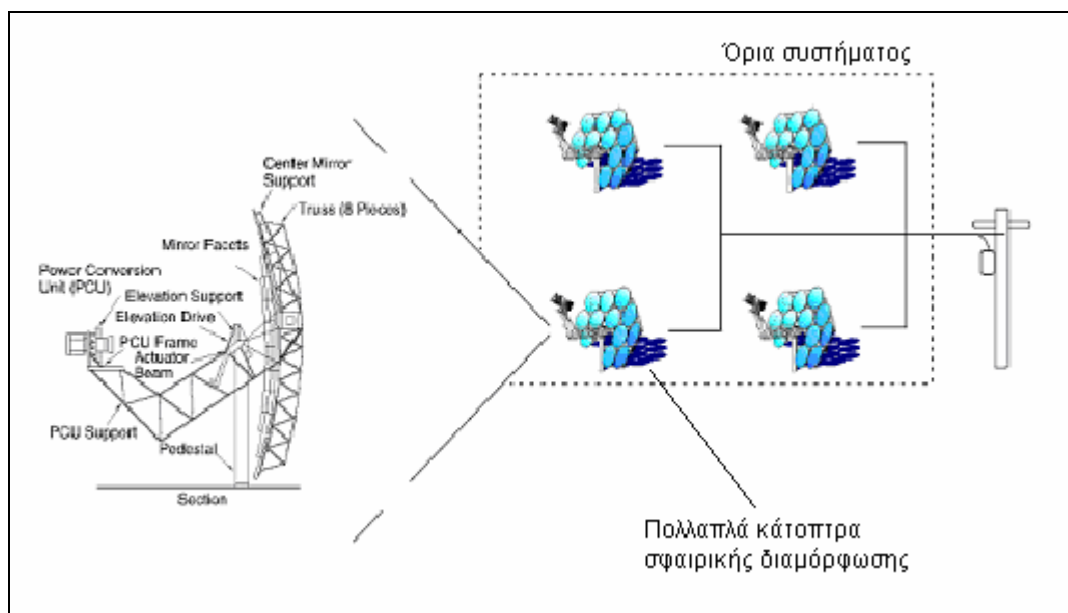 Όρια συστήματος
Center Mirror
Support
Truss (8 Pieces)
Mirror Facets
Power Conversion
Unit (PCU)
Elevation Support
Elevation Drive
PCU Frame
Actuator
Beam
PCU Support
Pedestal
Section
Πολλαπλά κάτοπτρα
σφαιρικής διαμόρφωσης